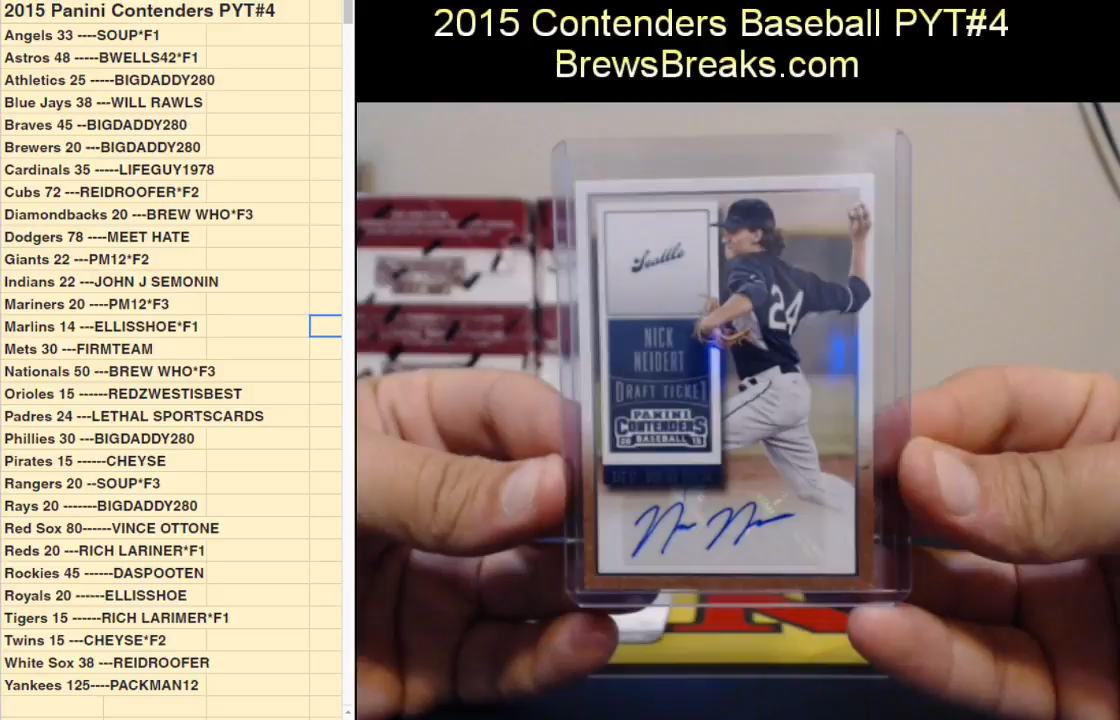 2015 Panini Contenders PYT#4
Angels 33 ----SOUP*F1
Astros 48 -----BWELLS42*F1
Athletics 25 -----BIGDADDY280
Blue Jays 38 ---WILL RAWLS
Braves 45 --BIGDADDY280
Brewers 20 --BIGDADDY280
Cardinals 35 -----LIFEGUY1978
Cubs 72 ---REIDROOFER*F2
Diamondbacks 20 ---BREW WHO*F3
Dodgers 78 ----MEET HATE
Giants 22 ---PM12*F2
Indians 22 ---JOHN J SEMONIN
Mariners 20 ----PM12*F3
Marlins 14 ---ELLISSHOE*F1
Mets 30 ---FIRMTEAM
Nationals 50 ---BREW WHO*F3
Orioles 15 ------REDZWESTISBEST
Padres 24 ---LETHAL SPORTSCARDS
Phillies 30 ---BIGDADDY280
Pirates 15 ------CHEYSE
Rangers 20 ---SOUP*F3
Rays 20 -------BIGDADDY280
Red Sox 80------VINCE OTTONE
Reds 20 ---RICH LARINER*F1
Rockies 45 ------DASPOOTEN
Royals 20 -----ELLISSHOE
Tigers 15 ------RICH LARIMER*F1
Twins 15 ---CHEYSE*F2
White Sox 38 ---REIDROOFER
Yankees 125----PACKMAN12
2015 Contenders Baseball PYT#4
BrewsBreaks.com
Seattle
24
NICK
NEIDERT
DRAFT TICKET
PANINI
CONTENDERS
20 BASEBALL 15